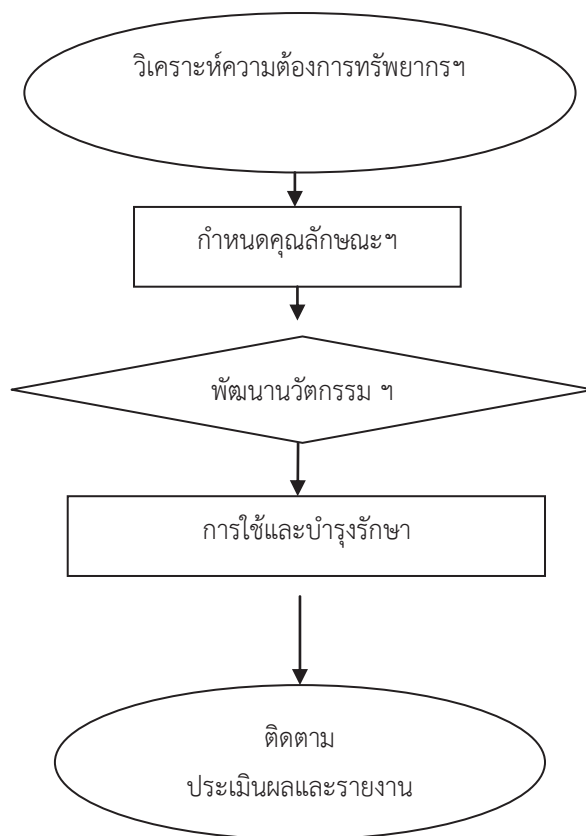 วิเคราะห์ความต้องการทรัพยากรฯ
กำหนดคุณลักษณะฯ
พัฒนานวัตกรรม ฯ
การใช้และบำรุงรักษา
ติดตาม
ประเมินผลและรายงาน